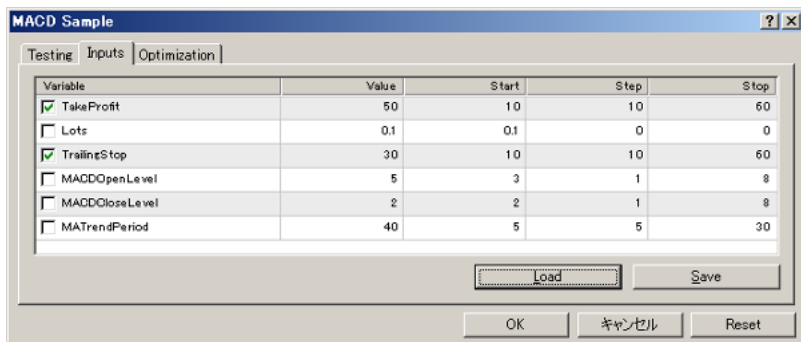 MACD Sample
Testing Inputs Optimization
Variable Value Start Step Stop
TakeProfit 50 10 10 60
Lots 0.1 0.1 0 0
TrailingStop 30 10 10 60
MACDOpenLevel 5 3 1 8
MACDCloseLevel 2 2 1 8
MATrendPeriod 40 5 5 30
Load Save
OK キャンセル Reset